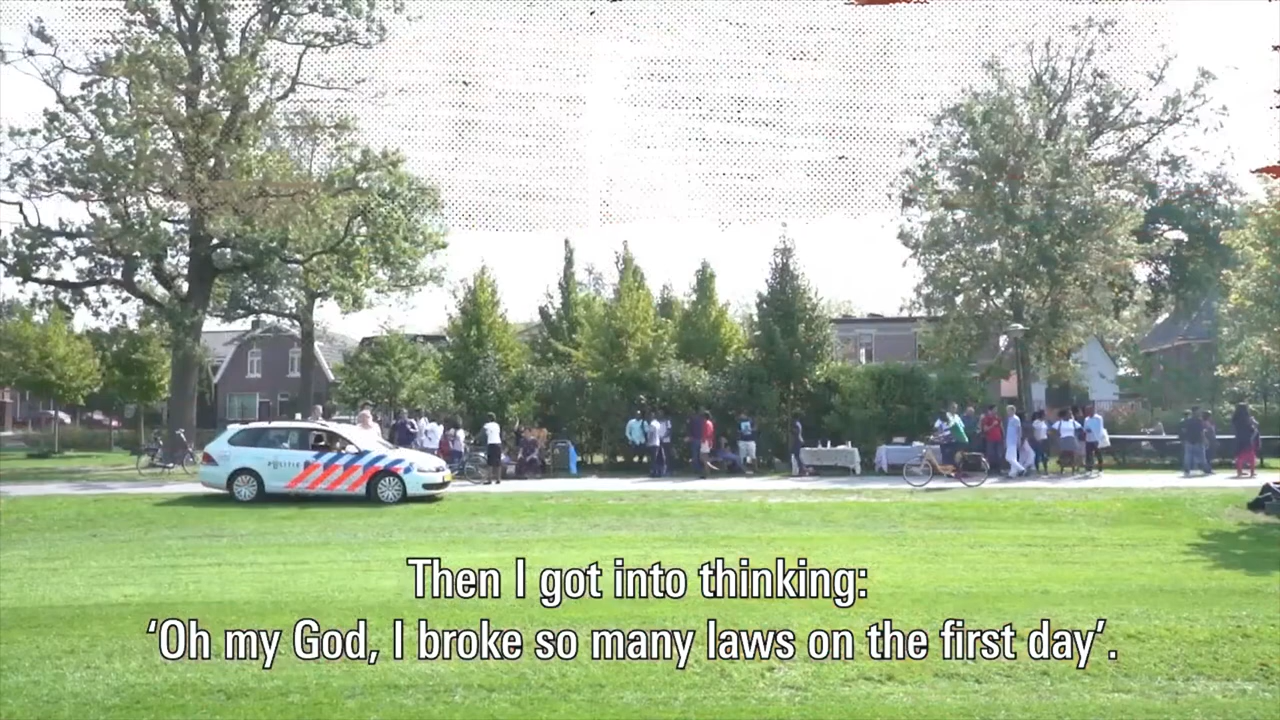 POLITIE
Then I got into thinking:
‘Oh my God, I broke so many laws on the first day’.